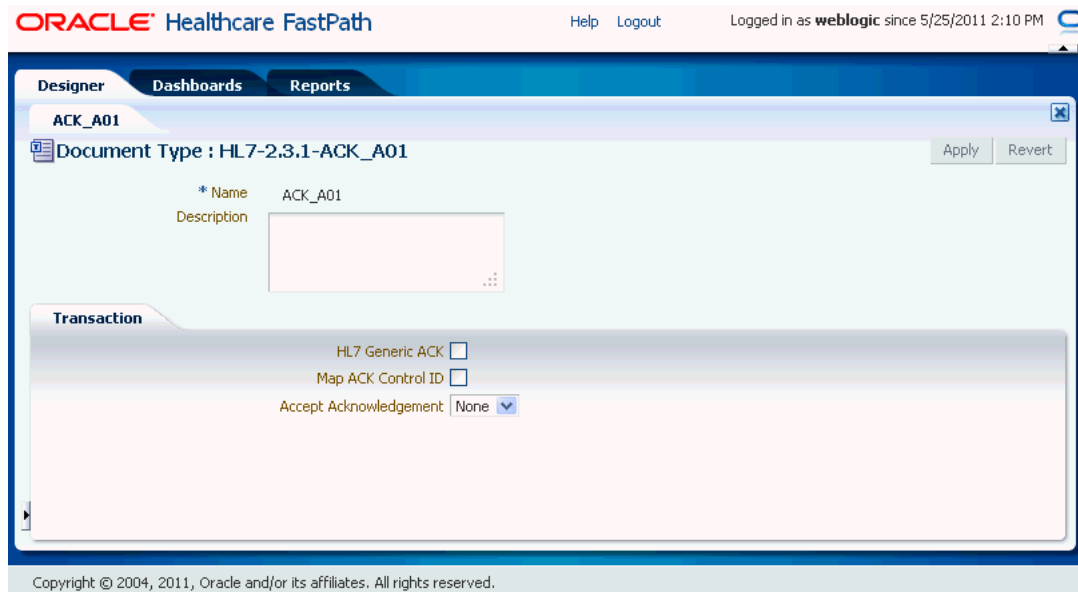 ORACLE Healthcare FastPath Help Logout Logged in as weblogic since 5/25/2011 2:10 PM
Designer Dashboards Reports
ACK_A01
Document Type : HL7-2.3.1-ACK_A01 Apply Revert
* Name ACK_A01
Description
Transaction
HL7 Generic ACK
Map ACK Control ID
Accept Acknowledgement None
Copyright © 2004, 2011, Oracle and/or its affiliates. All rights reserved.